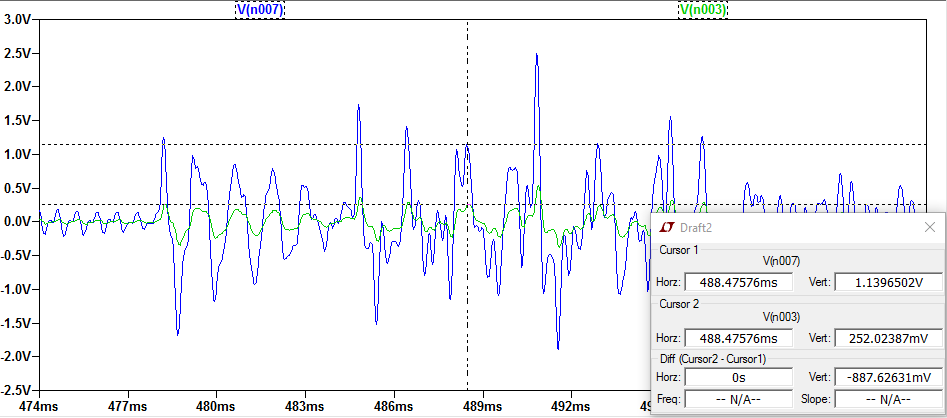 V(n007) V(n003)
3.0V
2.5V
2.0V
1.5V
1.0V
0.5V
0.0V
-0.5V
-1.0V
-1.5V
-2.0V
-2.5V
474ms 477ms 480ms 483ms 486ms 489ms 492ms
Draft2
Cursor 1
V(n007)
Horz: 488.47576ms Vert: 1.1396502V
Cursor 2
V(n003)
Horz: 488.47576ms Vert: 252.02387mV
Diff (Cursor2 - Cursor1)
Horz: 0s Vert: -887.62631mV
Freq: -- N/A-- Slope: -- N/A--